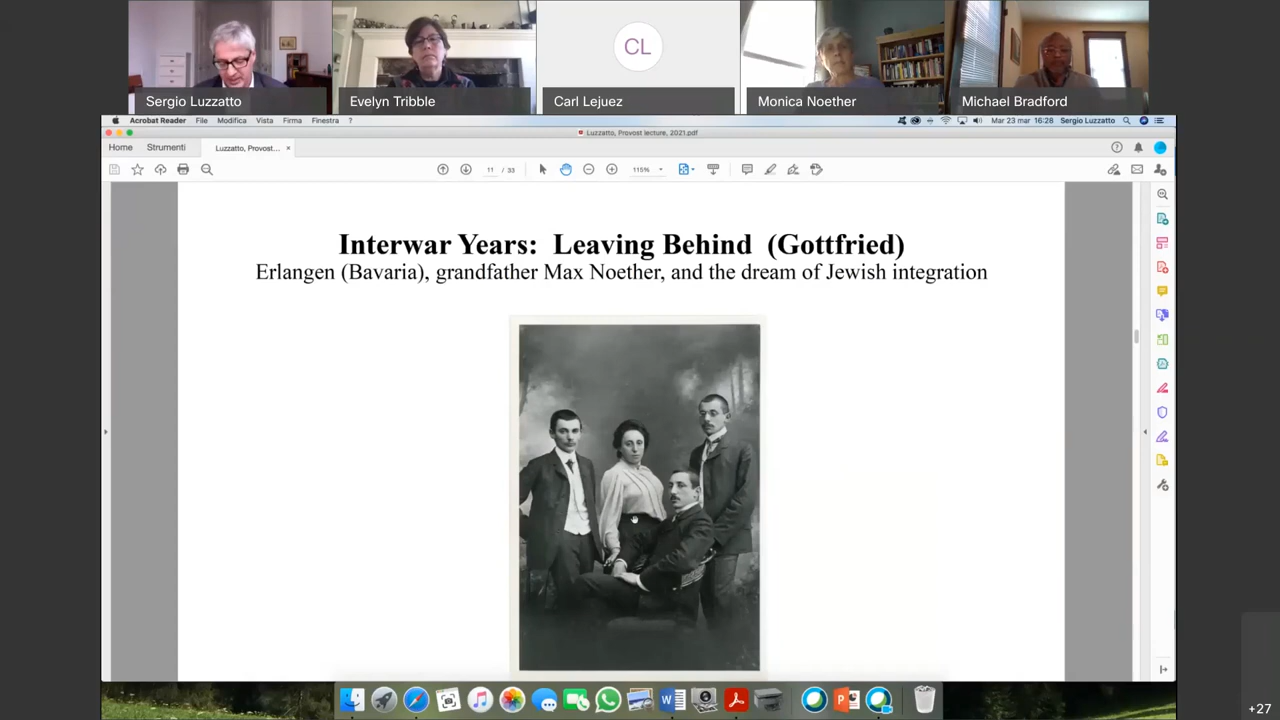 CL
Sergio Luzzatto
Evelyn Tribble
Carl Lejuez
Monica Noether
Michael Bradford
Acrobat Reader File Modifica Vista Firma Finestra ? Mar 23 mar 16:28 Sergio Luzzatto
Luzzatto, Provost lecture, 2021.pdf
Home Strumenti Luzzatto, Provost... ×
11 / 33 115%
Interwar Years: Leaving Behind (Gottfried)
Erlangen (Bavaria), grandfather Max Noether, and the dream of Jewish integration
+27